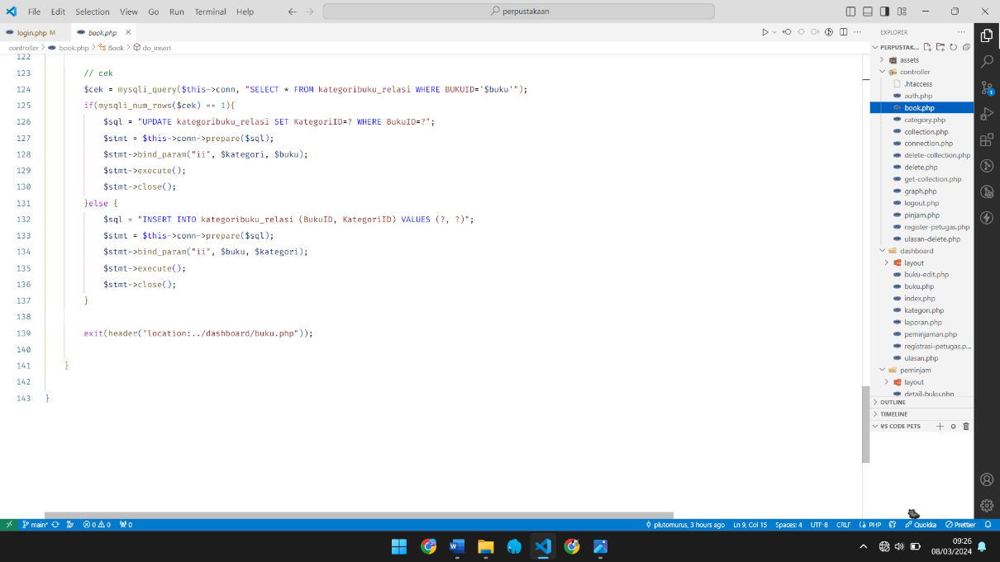 File Edit Selection View Go Run Terminal Help
perpustakaan
login.php M
book.php
controller > book.php > Book > do_insert
122
123 // cek
124 $cek = mysqli_query($this->conn, "SELECT * FROM kategoribuku_relasi WHERE BUKUID='$buku'");
125 if(mysqli_num_rows($cek) == 1){
126 $sql = "UPDATE kategoribuku_relasi SET KategoriID=? WHERE BukuID=?";
127 $stmt = $this->conn->prepare($sql);
128 $stmt->bind_param("ii", $kategori, $buku);
129 $stmt->execute();
130 $stmt->close();
131 }else {
132 $sql = "INSERT INTO kategoribuku_relasi (BukuID, KategoriID) VALUES (?, ?)";
133 $stmt = $this->conn->prepare($sql);
134 $stmt->bind_param("ii", $buku, $kategori);
135 $stmt->execute();
136 $stmt->close();
137 }
138
139 exit(header("location:../dashboard/buku.php"));
140
141 }
142
143 }
EXPLORER
PERPUSTAK...
assets
controller
.htaccess
auth.php
book.php
category.php
collection.php
connection.php
delete-collection.php
delete.php
get-collection.php
graph.php
logout.php
pinjam.php
register-petugas.php
ulasan-delete.php
dashboard
layout
buku-edit.php
buku.php
index.php
kategori.php
laporan.php
peminjaman.php
registrasi-petugas.p...
ulasan.php
peminjam
layout
detail-buku.php
OUTLINE
TIMELINE
VS CODE PETS
1
main* 0 0 0
plutomurus, 3 hours ago Ln 9, Col 15 Spaces: 4 UTF-8 CRLF PHP Quokka Prettier
09:26
08/03/2024